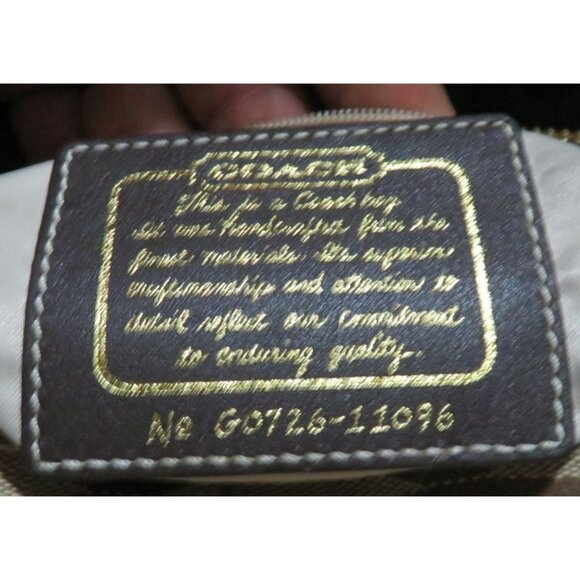 COACH
This is a Coach bag.
It was handcrafted from the
finest materials. Its superior
craftsmanship and attention to
detail reflect our commitment
to enduring quality.
No G0726-11096